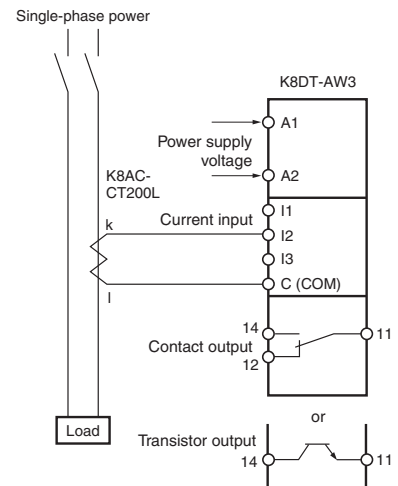 Single-phase power
K8DT-AW3
A1
Power supply
voltage
A2
K8AC-
CT200L
I1
k
Current input
I2
I3
l
C (COM)
14
11
Contact output
12
Load
or
Transistor output
14
11